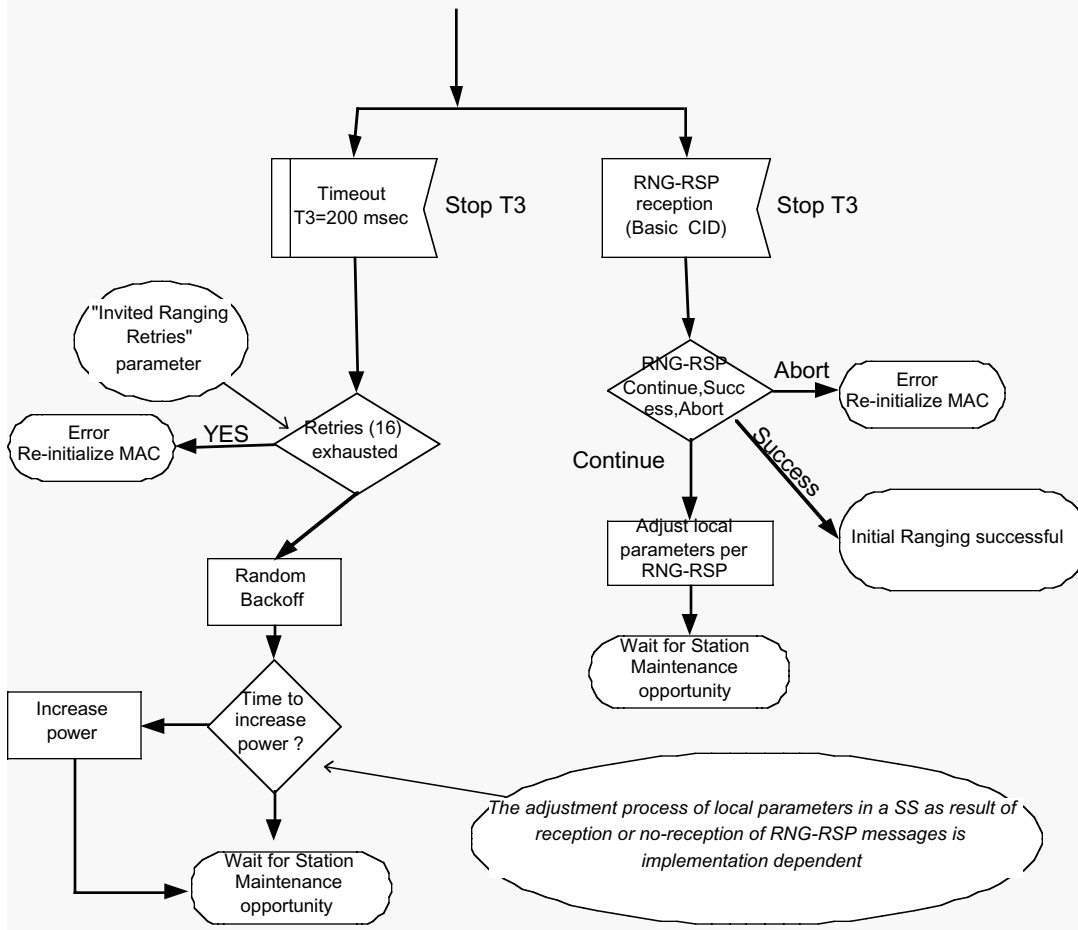 Timeout
T3=200 msec
Stop T3
RNG-RSP
reception
(Basic CID)
Stop T3
"Invited Ranging
Retries"
parameter
RNG-RSP
Continue,Succ
ess,Abort
Abort
Error
Re-initialize MAC
Error
Re-initialize MAC
YES
Retries (16)
exhausted
Continue
Success
Adjust local
parameters per
RNG-RSP
Initial Ranging successful
Random
Backoff
Wait for Station
Maintenance
opportunity
Increase
power
Time to
increase
power ?
The adjustment process of local parameters in a SS as result of
reception or no-reception of RNG-RSP messages is
implementation dependent
Wait for Station
Maintenance
opportunity